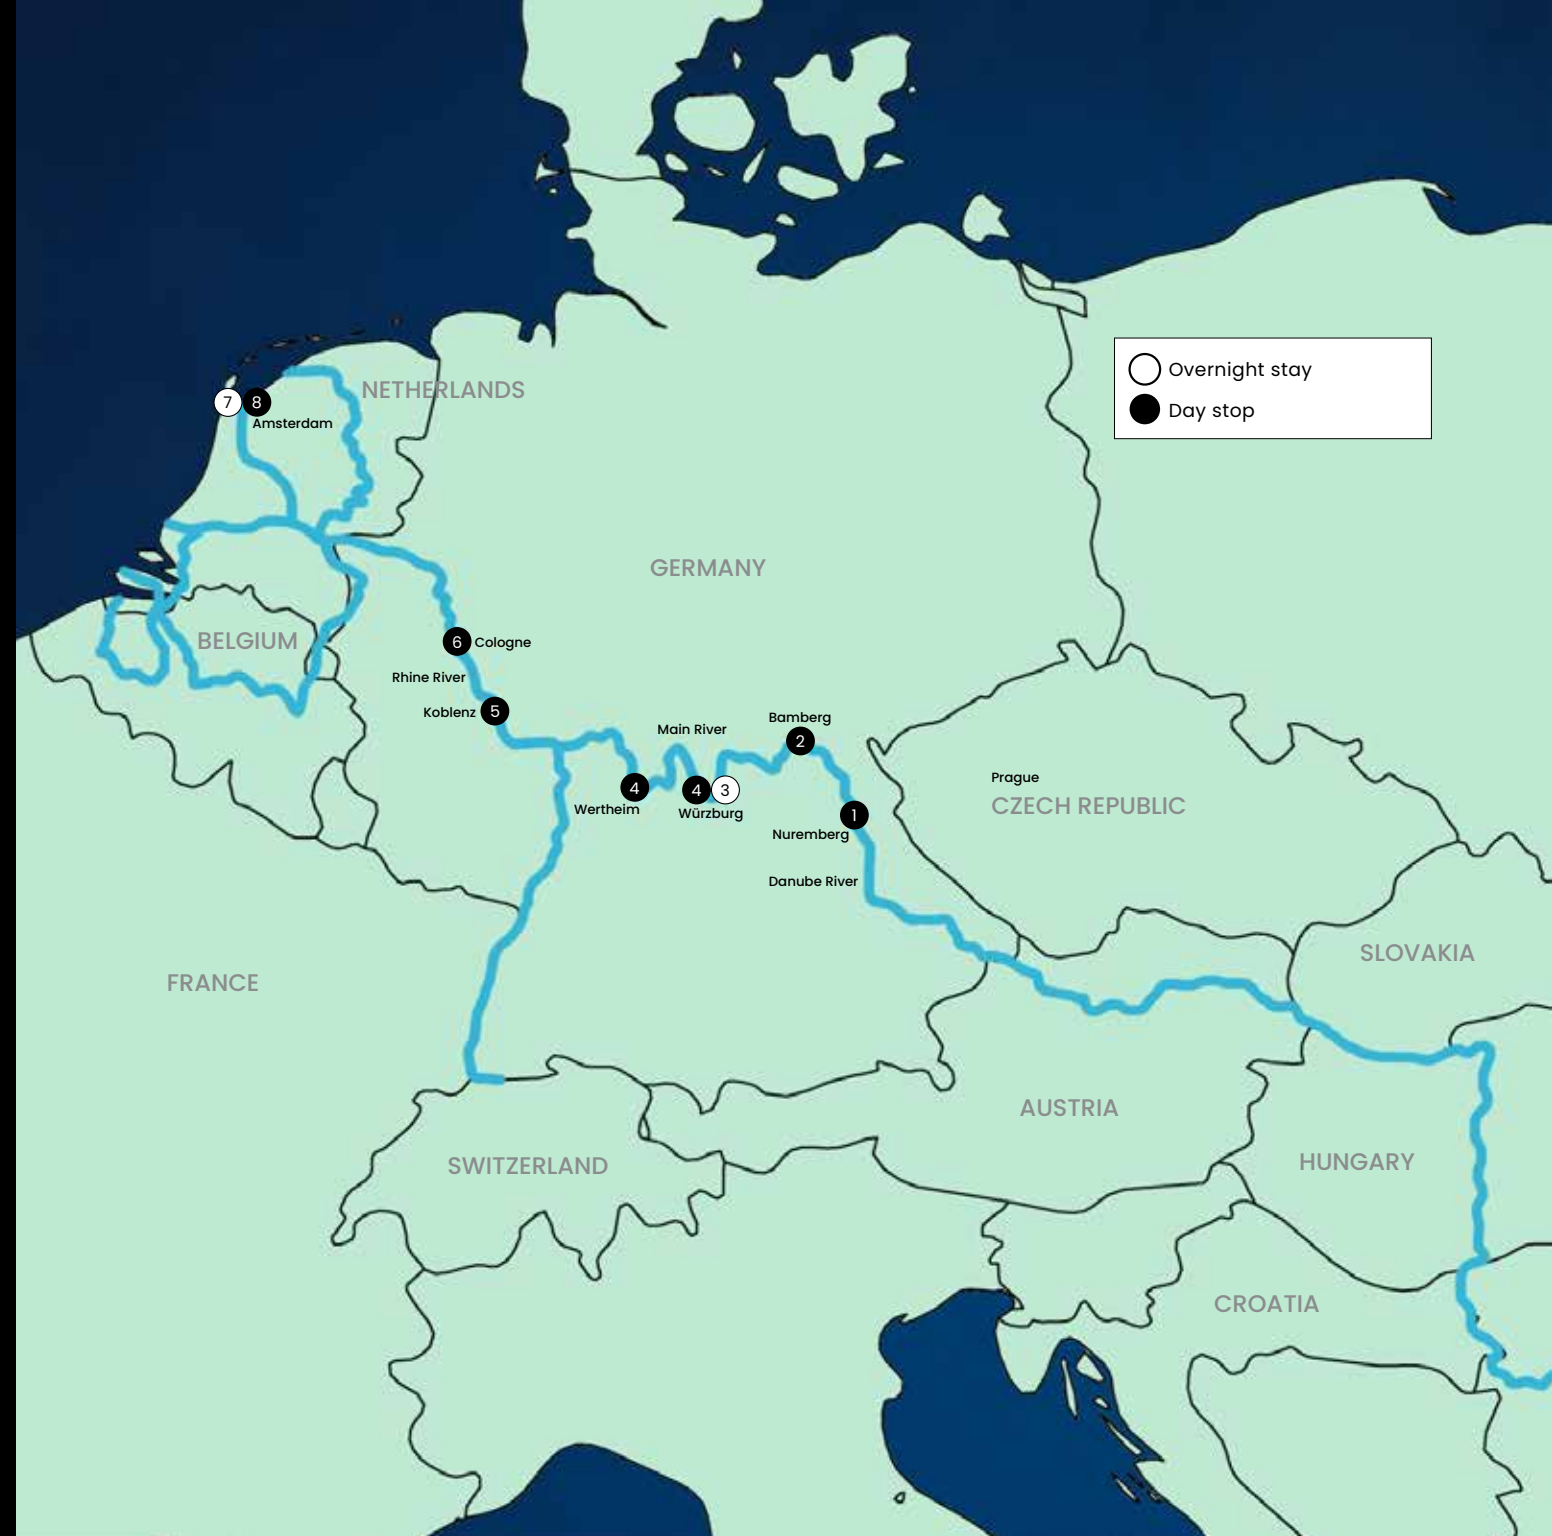 Overnight stay
Day stop
NETHERLANDS
7 8
Amsterdam
GERMANY
BELGIUM
6 Cologne
Rhine River
Koblenz 5
Main River
Bamberg
2
Prague
CZECH REPUBLIC
4
Wertheim
4 3
Würzburg
1
Nuremberg
Danube River
SLOVAKIA
FRANCE
AUSTRIA
SWITZERLAND
HUNGARY
CROATIA